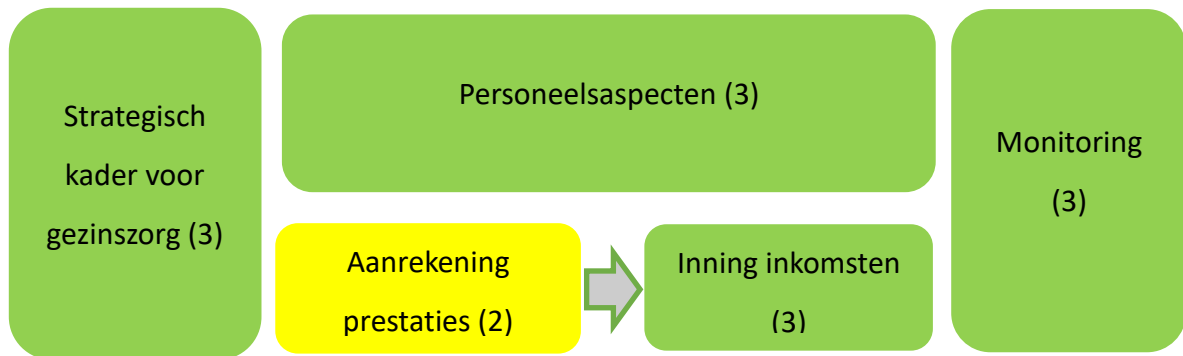 Strategisch
kader voor
gezinszorg (3)
Personeelsaspecten (3)
Aanrekening
prestaties (2)
Inning inkomsten
(3)
Monitoring
(3)